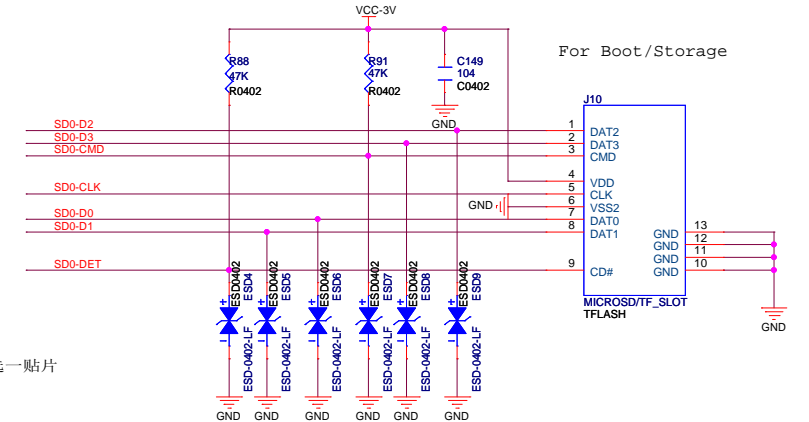 VCC-3V
For Boot/Storage
R88
47K
R0402
R91
47K
R0402
C149
104
C0402
GND
J10
SD0-D2
1
DAT2
SD0-D3
2
DAT3
SD0-CMD
3
CMD
4
VDD
SD0-CLK
5
CLK
GND
6
VSS2
SD0-D0
7
DAT0
SD0-D1
8
DAT1
SD0-DET
9
CD#
GND
13
GND
12
GND
11
GND
10
MICROSD/TF_SLOT
TFLASH
GND
ESD0402
ESD4
ESD-0402-LF
ESD0402
ESD5
ESD-0402-LF
ESD0402
ESD6
ESD-0402-LF
ESD0402
ESD7
ESD-0402-LF
ESD0402
ESD8
ESD-0402-LF
ESD0402
ESD9
ESD-0402-LF
一贴片
GND
GND
GND
GND
GND
GND